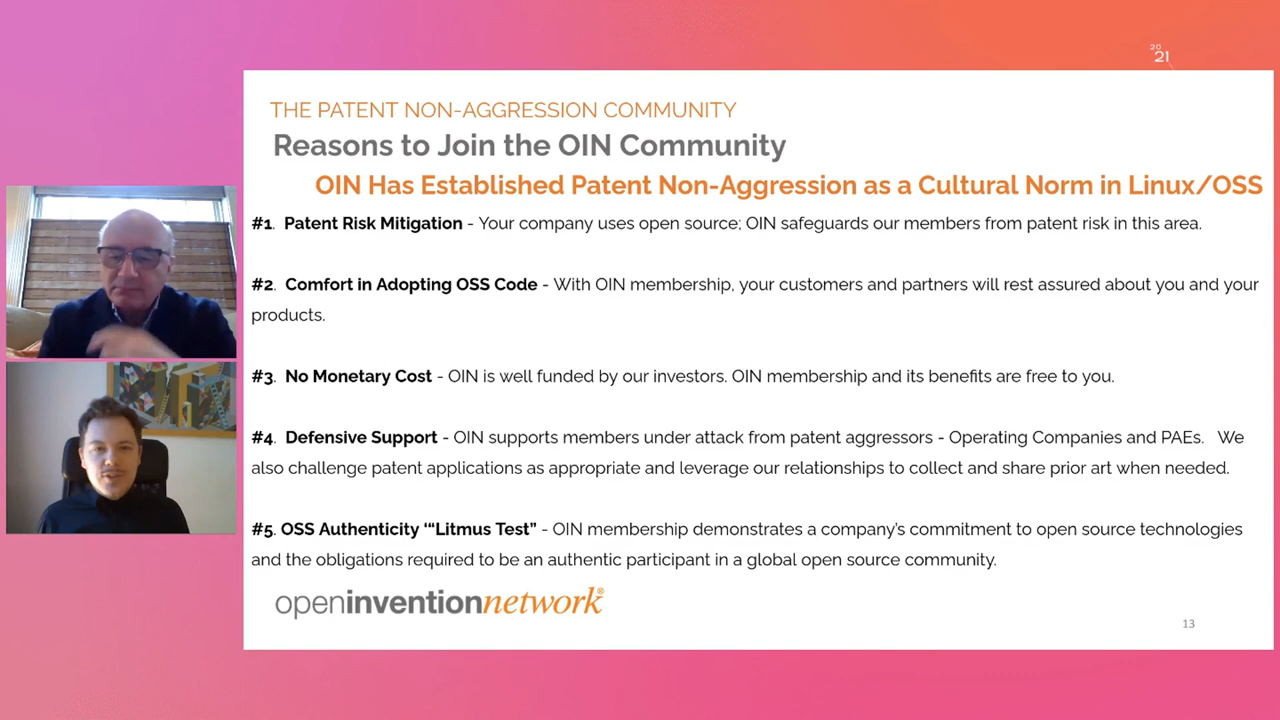 20
21
THE PATENT NON-AGGRESSION COMMUNITY
Reasons to Join the OIN Community
OIN Has Established Patent Non-Aggression as a Cultural Norm in Linux/OSS
#1. Patent Risk Mitigation - Your company uses open source; OIN safeguards our members from patent risk in this area.
#2. Comfort in Adopting OSS Code - With OIN membership, your customers and partners will rest assured about you and your
products.
#3. No Monetary Cost - OIN is well funded by our investors. OIN membership and its benefits are free to you.
#4. Defensive Support - OIN supports members under attack from patent aggressors - Operating Companies and PAEs. We
also challenge patent applications as appropriate and leverage our relationships to collect and share prior art when needed.
#5. OSS Authenticity ‘“Litmus Test” - OIN membership demonstrates a company’s commitment to open source technologies
and the obligations required to be an authentic participant in a global open source community.
openinventionnetwork®
13